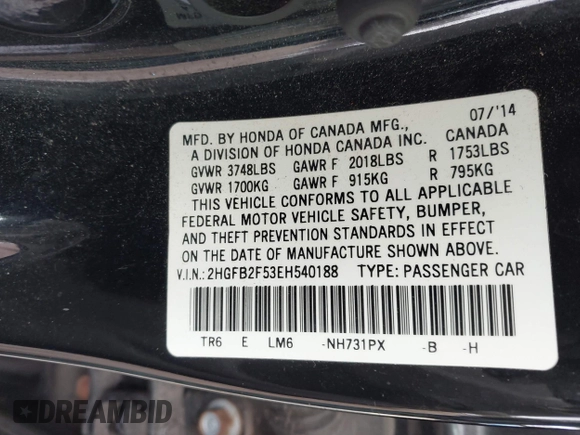 07/'14
MFD. BY HONDA OF CANADA MFG., CANADA
A DIVISION OF HONDA CANADA INC.
GVWR 3748LBS GAWR F 2018LBS R 1753LBS
GVWR 1700KG GAWR F 915KG R 795KG
THIS VEHICLE CONFORMS TO ALL APPLICABLE
FEDERAL MOTOR VEHICLE SAFETY, BUMPER,
AND THEFT PREVENTION STANDARDS IN EFFECT
ON THE DATE OF MANUFACTURE SHOWN ABOVE.
V.I.N.: 2HGFB2F53EH540188 TYPE: PASSENGER CAR
TR6 E LM6 -NH731PX -B -H
DREAMBID